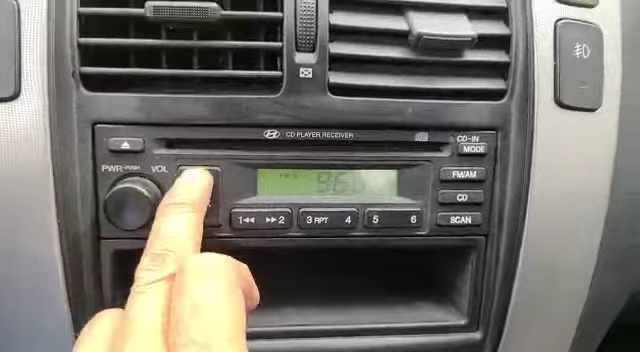 CD PLAYER RECEIVER
CD-IN
MODE
PWR-PUSH VOL
FM/AM
CD
SCAN
1 2
3 RPT 4
5 6